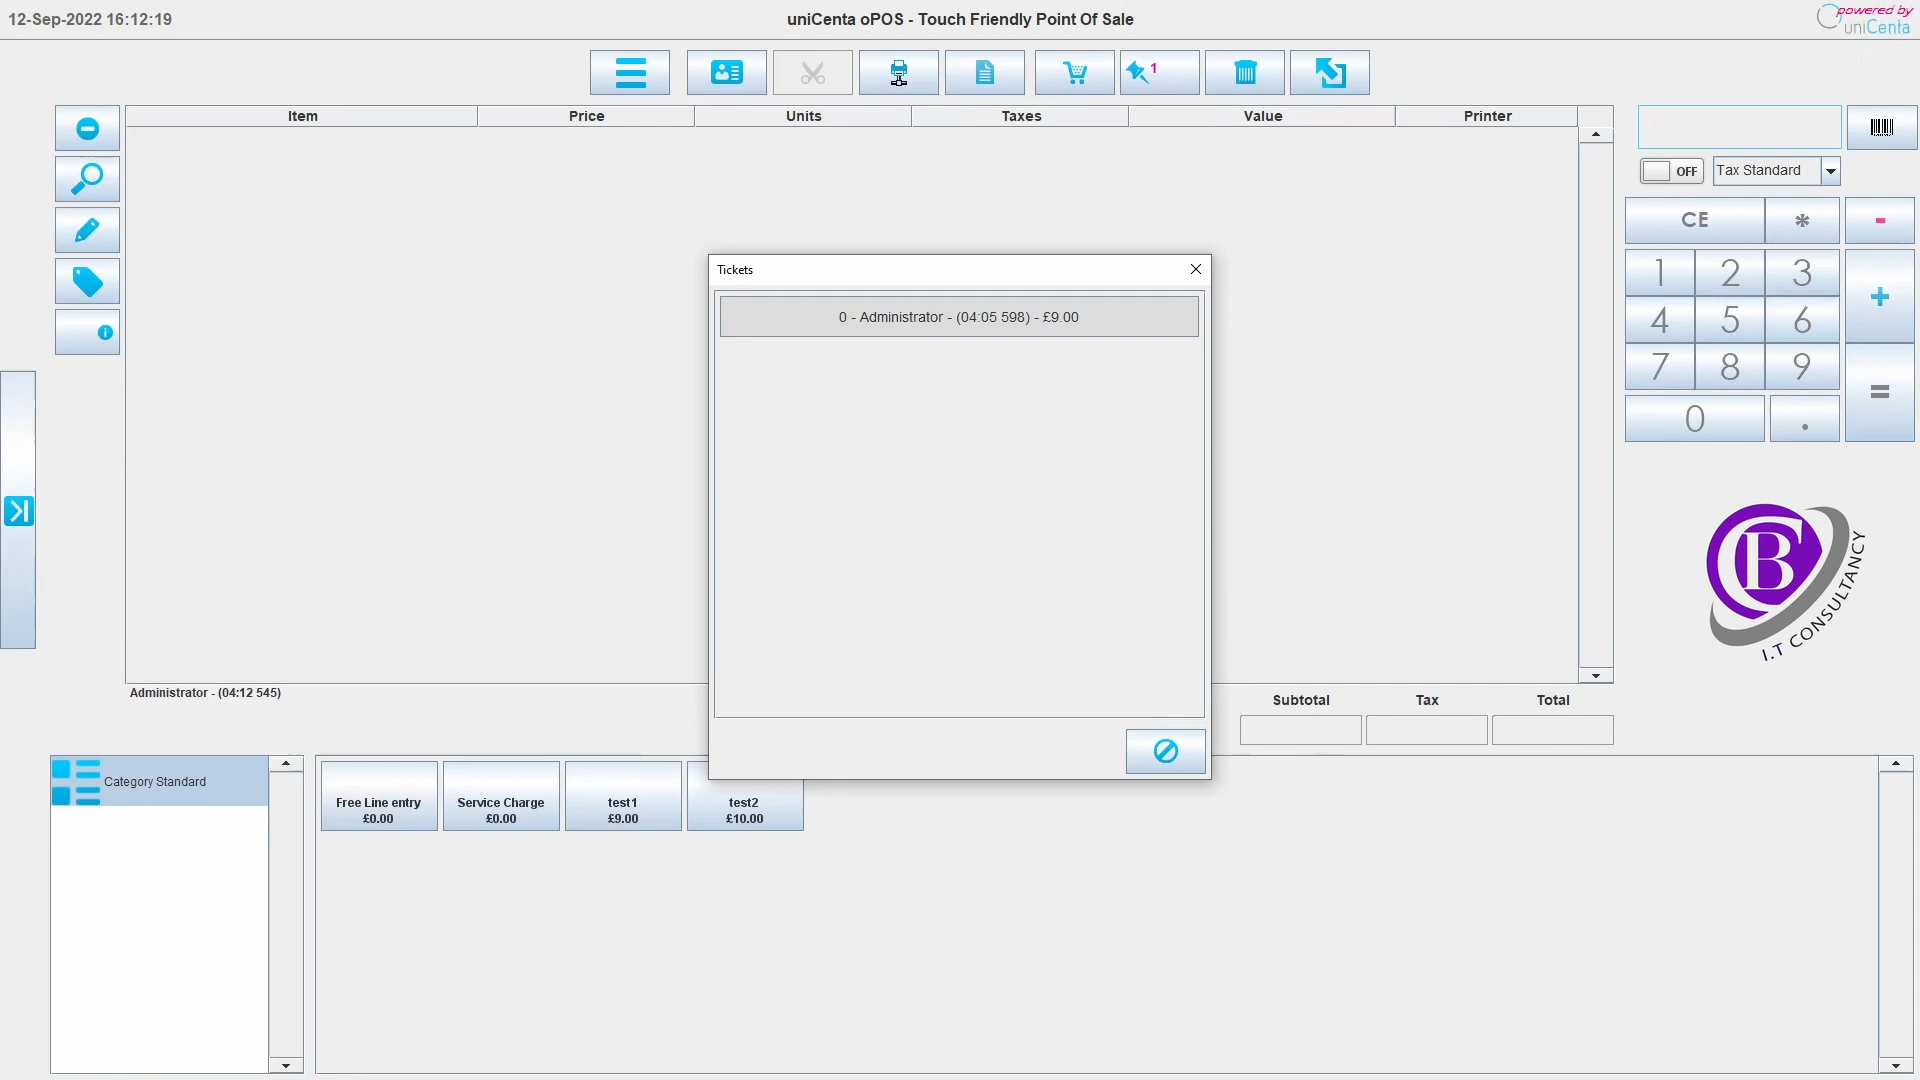 12-Sep-2022 16:12:19
uniCenta oPOS - Touch Friendly Point Of Sale
powered by
uniCenta
1
Item Price Units Taxes Value Printer
OFF
Tax Standard
CE * -
1 2 3
+
4 5 6
7 8 9
=
0 .
Tickets
0 - Administrator - (04:05 598) - £9.00
CB
I.T CONSULTANCY
Administrator - (04:12 545)
Subtotal Tax Total
Category Standard
Free Line entry
£0.00
Service Charge
£0.00
test1
£9.00
test2
£10.00